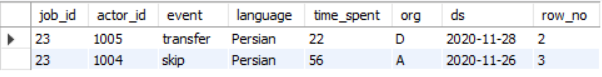 job_id actor_id event language time_spent org ds row_no
23 1005 transfer Persian 22 D 2020-11-28 2
23 1004 skip Persian 56 A 2020-11-26 3